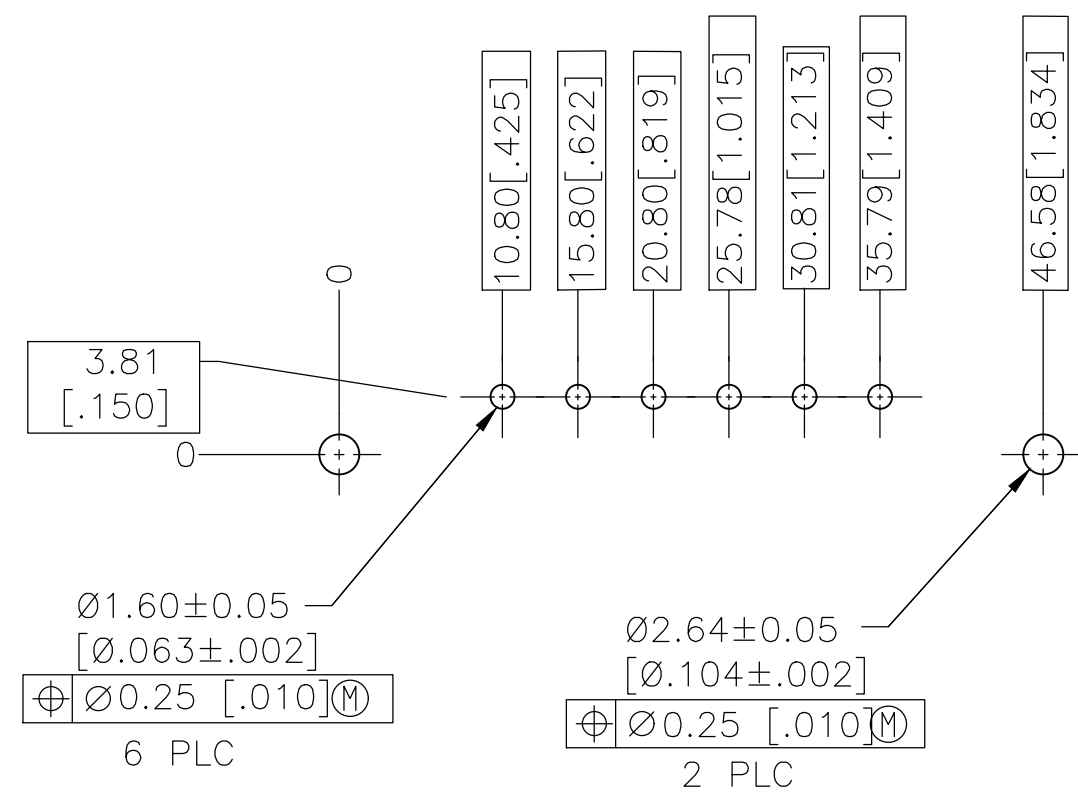 10.80[.425]
15.80[.622]
20.80[.819]
25.78[1.015]
30.81[1.213]
35.79[1.409]
46.58[1.834]
0
3.81
[.150]
0
Ø1.60±0.05
[Ø.063±.002]
⌖ Ø0.25 [.010]Ⓜ
6 PLC
Ø2.64±0.05
[Ø.104±.002]
⌖ Ø0.25 [.010]Ⓜ
2 PLC